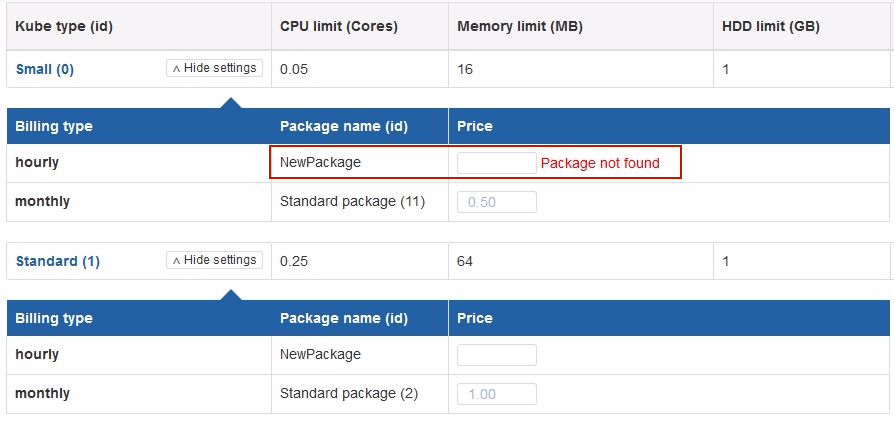 Kube type (id) CPU limit (Cores) Memory limit (MB) HDD limit (GB)
Small (0) ∧ Hide settings 0.05 16 1
Billing type Package name (id) Price
hourly NewPackage Package not found
monthly Standard package (11) 0.50
Standard (1) ∧ Hide settings 0.25 64 1
Billing type Package name (id) Price
hourly NewPackage
monthly Standard package (2) 1.00